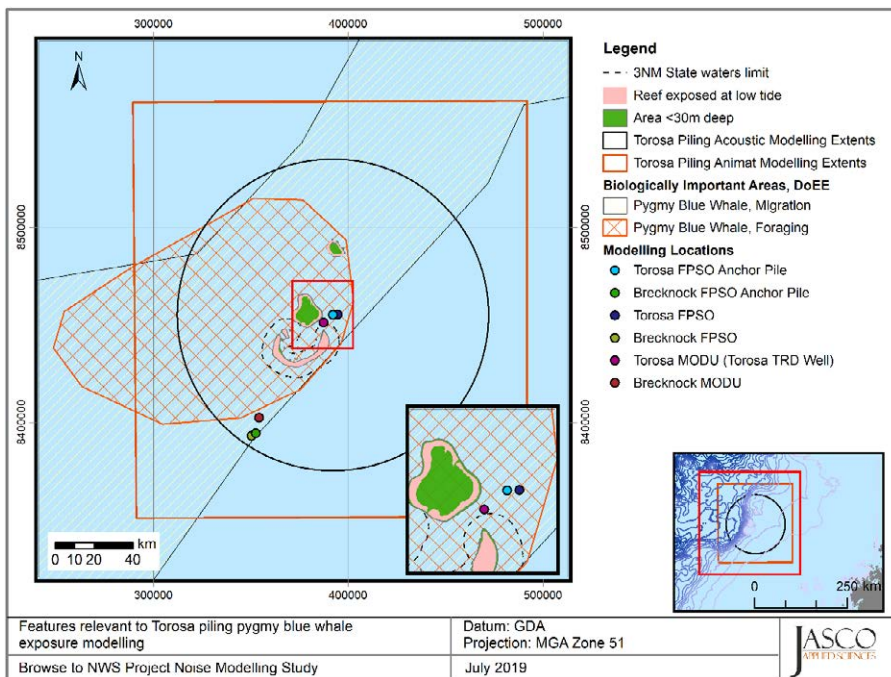 300000
400000
500000
N
8500000
8500000
8400000
8400000
0 10 20
40
km
300000
400000
500000
Legend
3NM State waters limit
Reef exposed at low tide
Area <30m deep
Torosa Piling Acoustic Modelling Extents
Torosa Piling Animat Modelling Extents
Biologically Important Areas, DoEE
Pygmy Blue Whale, Migration
Pygmy Blue Whale, Foraging
Modelling Locations
Torosa FPSO Anchor Pile
Brecknock FPSO Anchor Pile
Torosa FPSO
Brecknock FPSO
Torosa MODU (Torosa TRD Well)
Brecknock MODU
0
250 km
Features relevant to Torosa piling pygmy blue whale
exposure modelling
Datum: GDA
Projection: MGA Zone 51
Browse to NWS Project Noise Modelling Study
July 2019
JASCO
APPLIED SCIENCES